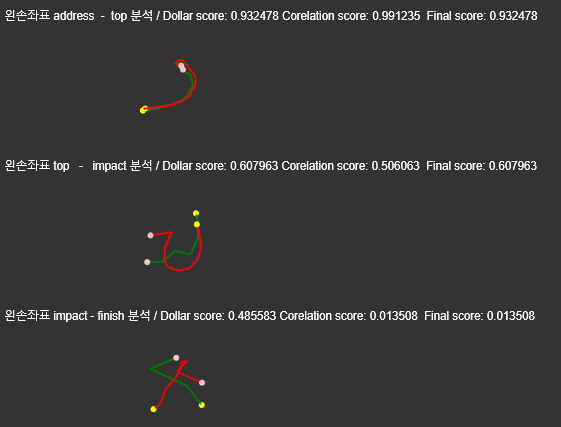 왼손좌표 address - top 분석 / Dollar score: 0.932478 Corelation score: 0.991235 Final score: 0.932478
왼손좌표 top - impact 분석 / Dollar score: 0.607963 Corelation score: 0.506063 Final score: 0.607963
왼손좌표 impact - finish 분석 / Dollar score: 0.485583 Corelation score: 0.013508 Final score: 0.013508